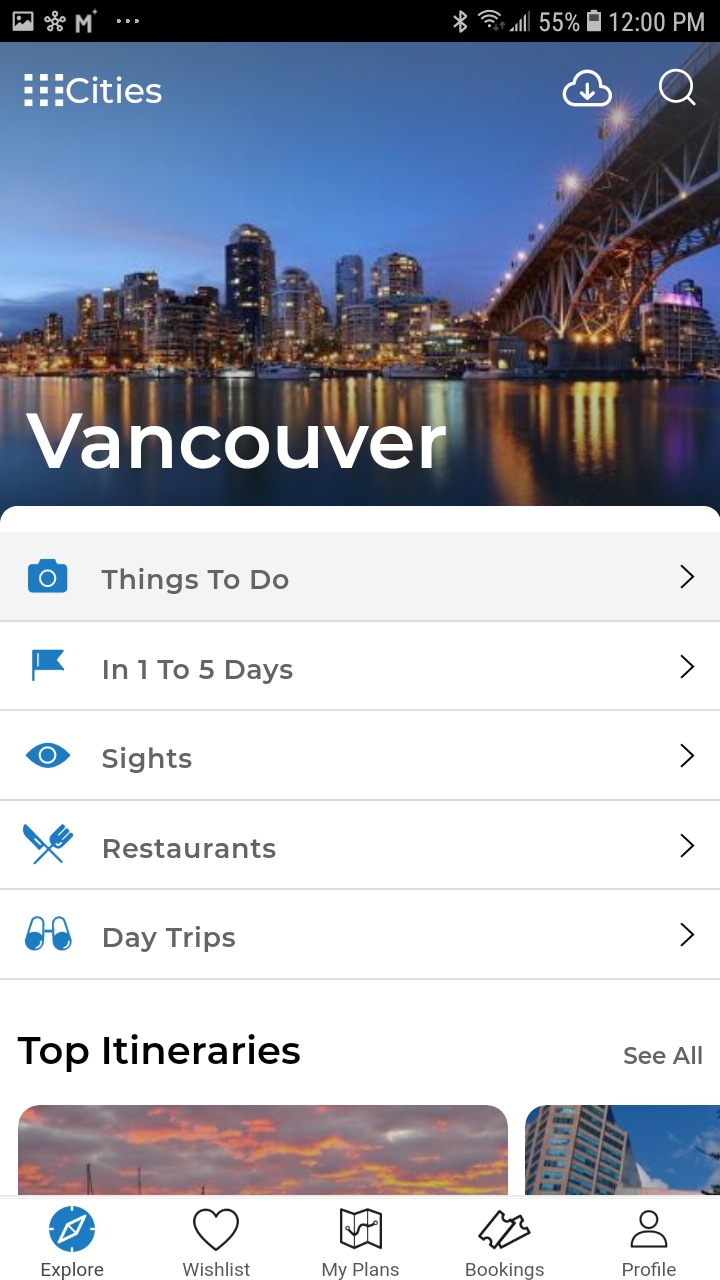 55% 12:00 PM
Cities
Vancouver
Things To Do
In 1 To 5 Days
Sights
Restaurants
Day Trips
Top Itineraries
See All
Explore
Wishlist
My Plans
Bookings
Profile